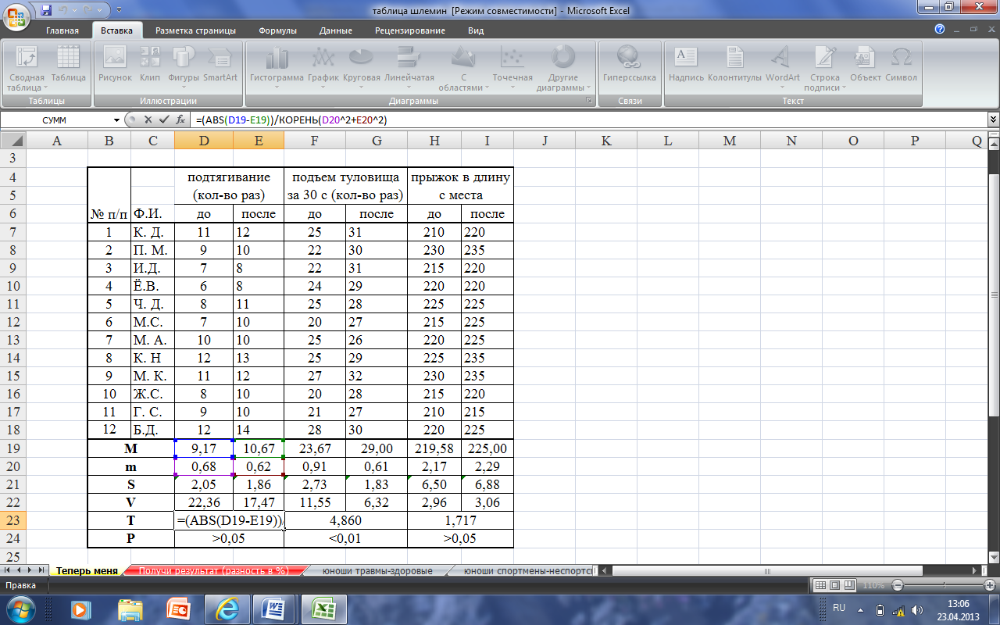 таблица шлемин [Режим совместимости] - Microsoft Excel
Главная Вставка Разметка страницы Формулы Данные Рецензирование Вид
Сводная таблица Таблица Рисунок Клип Фигуры SmartArt Гистограмма График Круговая Линейчатая С областями Точечная Другие диаграммы Гиперссылка Надпись Колонтитулы WordArt Строка подписи Объект Символ
Таблицы Иллюстрации Диаграммы Связи Текст
СУММ fx =(ABS(D19-E19))/КОРЕНЬ(D20^2+E20^2)
A B C D E F G H I J K L M N O P Q
3
4 подтягивание подъем туловища прыжок в длину
5 (кол-во раз) за 30 с (кол-во раз) с места
6 № п/п Ф.И. до после до после до после
7 1 К. Д. 11 12 25 31 210 220
8 2 П. М. 9 10 22 30 230 235
9 3 И.Д. 7 8 22 31 215 220
10 4 Ё.В. 6 8 24 29 220 220
11 5 Ч. Д. 8 11 25 28 225 225
12 6 М.С. 7 10 20 27 215 225
13 7 М. А. 10 10 25 26 220 225
14 8 К. Н 12 13 25 29 225 235
15 9 М. К. 11 12 27 32 230 235
16 10 Ж.С. 8 10 20 28 215 220
17 11 Г. С. 9 10 21 27 210 215
18 12 Б.Д. 12 14 28 30 220 225
19 M 9,17 10,67 23,67 29,00 219,58 225,00
20 m 0,68 0,62 0,91 0,61 2,17 2,29
21 S 2,05 1,86 2,73 1,83 6,50 6,88
22 V 22,36 17,47 11,55 6,32 2,96 3,06
23 T =(ABS(D19-E19))/ 4,860 1,717
24 P >0,05 <0,01 >0,05
25
Теперь меня Получи результат (разность в %) юноши травмы-здоровые юноши спортмены-неспортс
Правка 110%
RU 13:06
23.04.2013